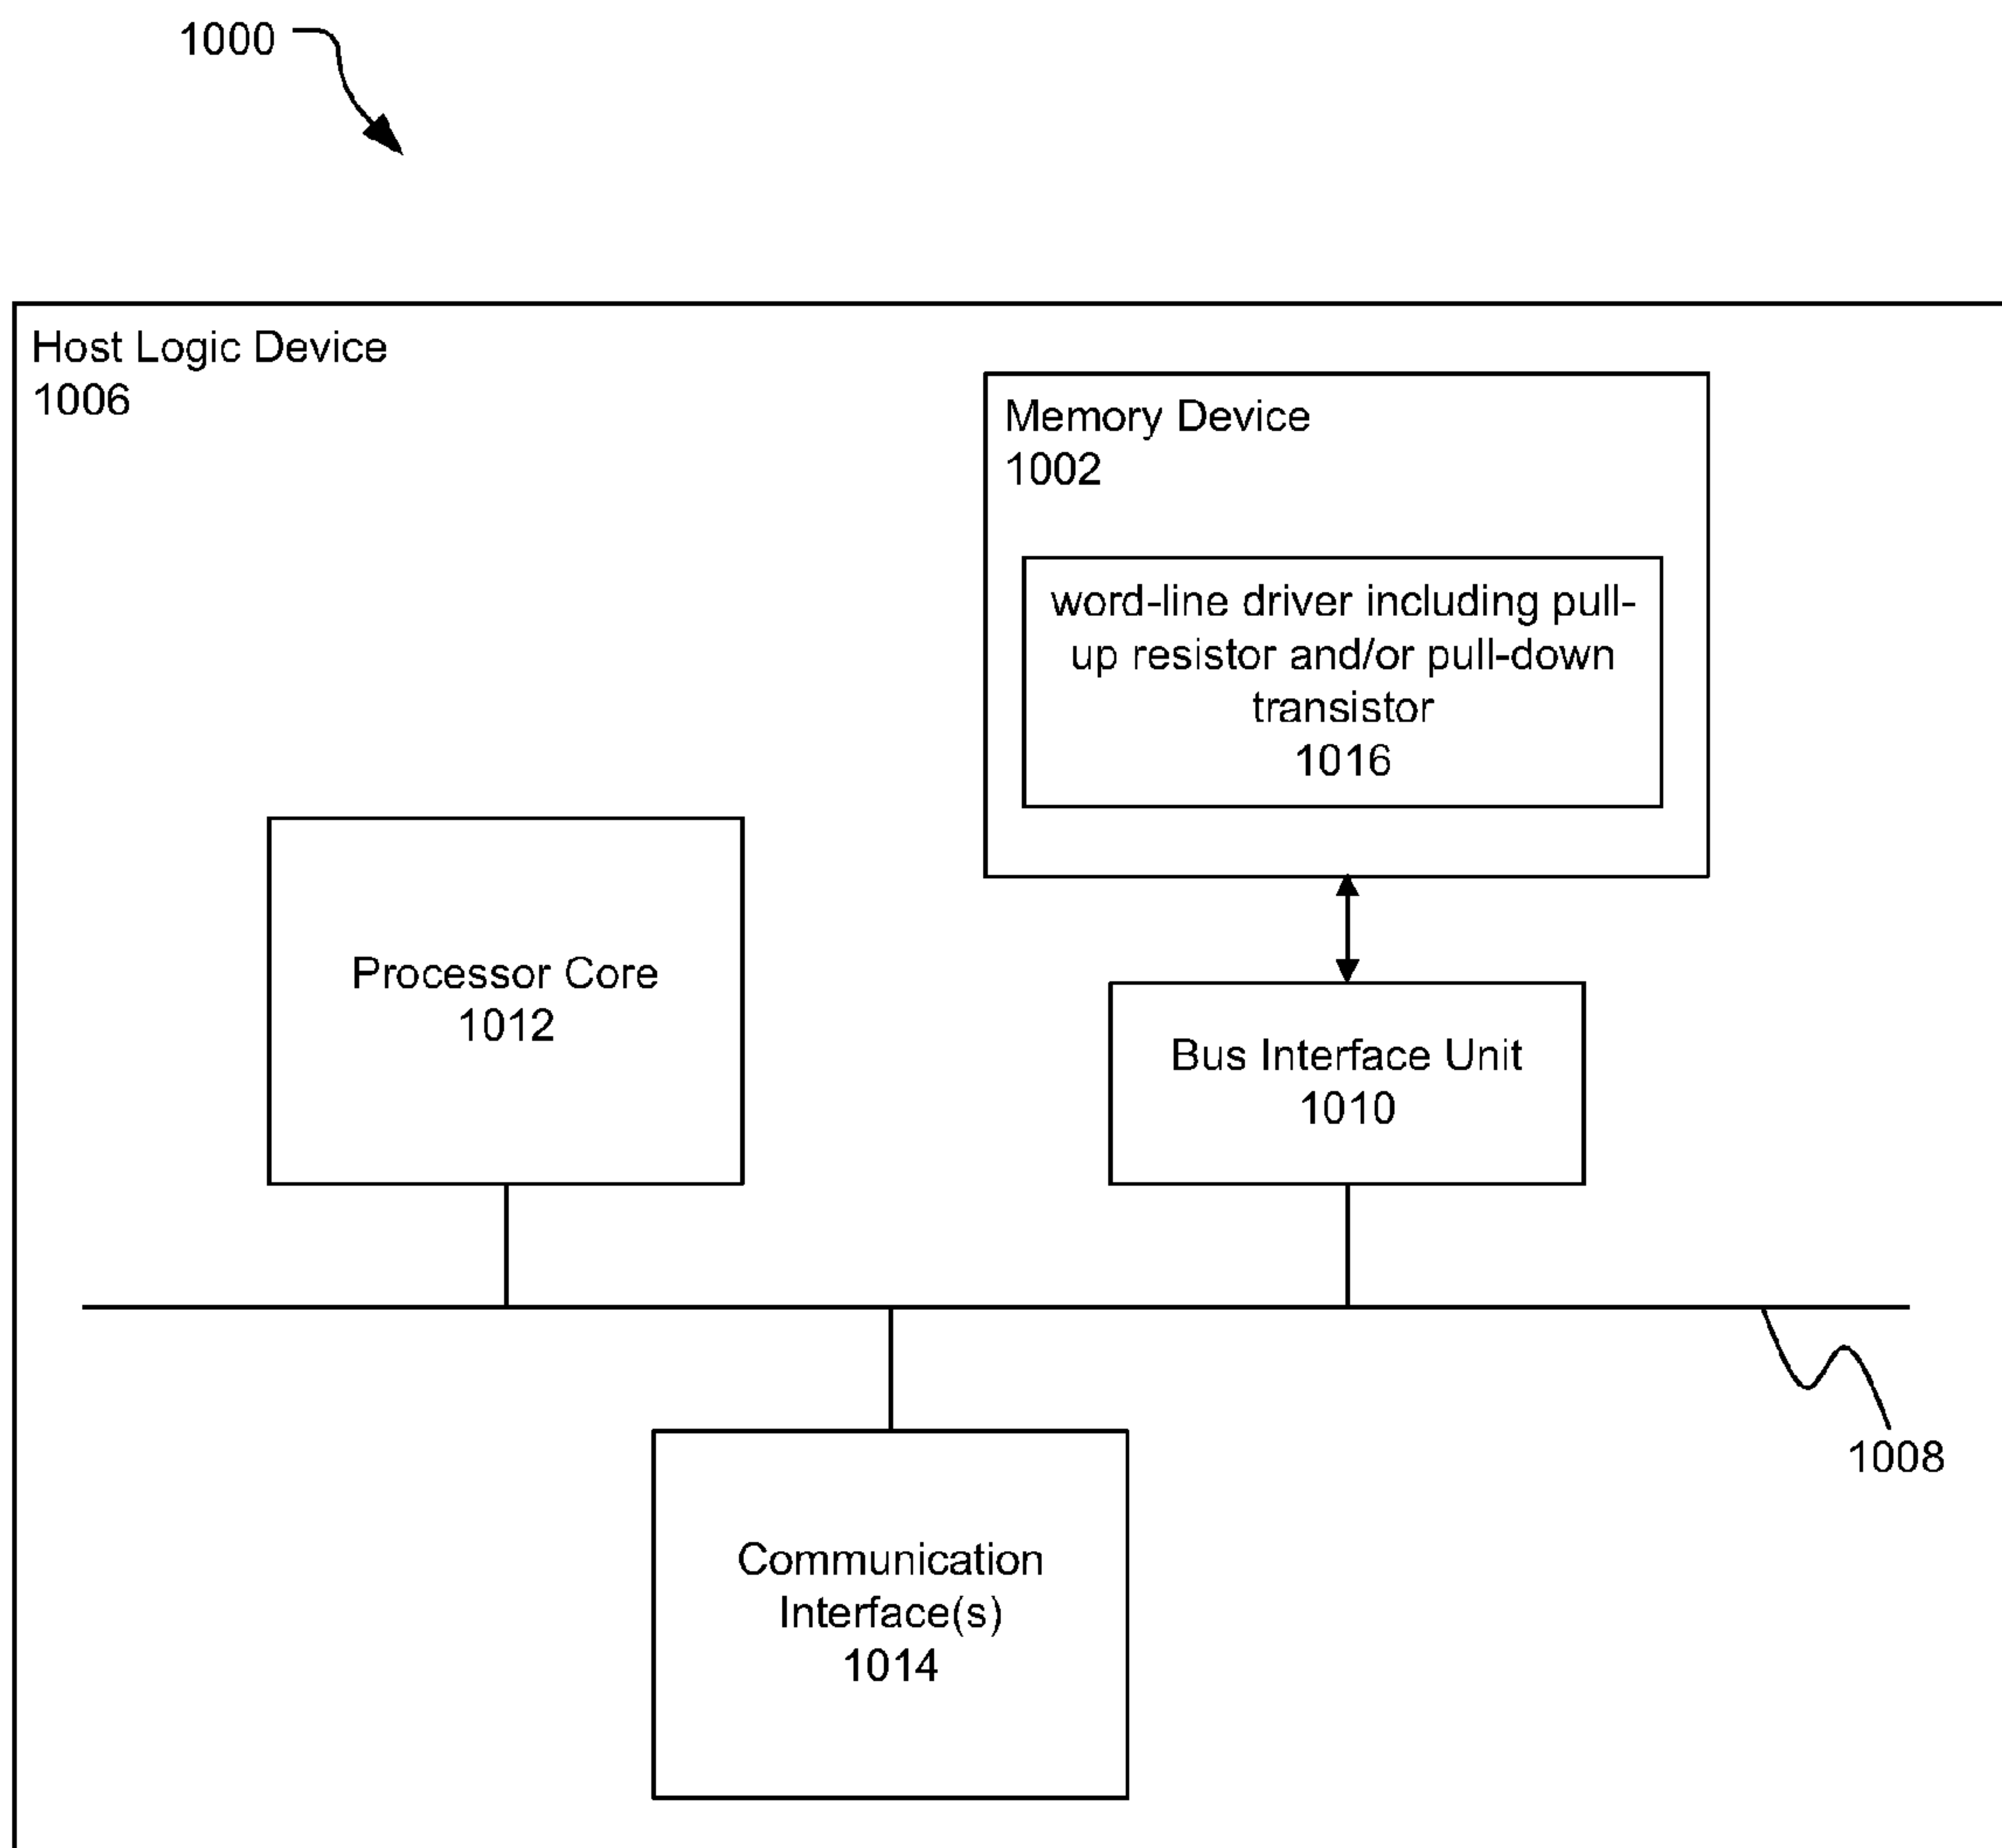 1000
Host Logic Device
1006
Memory Device
1002
word-line driver including pull-
up resistor and/or pull-down
transistor
1016
Processor Core
1012
Bus Interface Unit
1010
1008
Communication
Interface(s)
1014